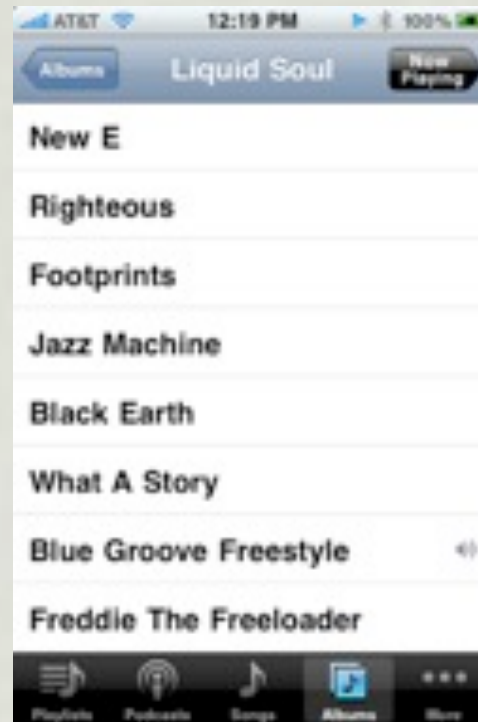 AT&T 12:19 PM 100%
Albums Liquid Soul Now Playing
New E
Righteous
Footprints
Jazz Machine
Black Earth
What A Story
Blue Groove Freestyle
Freddie The Freeloader
Playlists Podcasts Songs Albums More